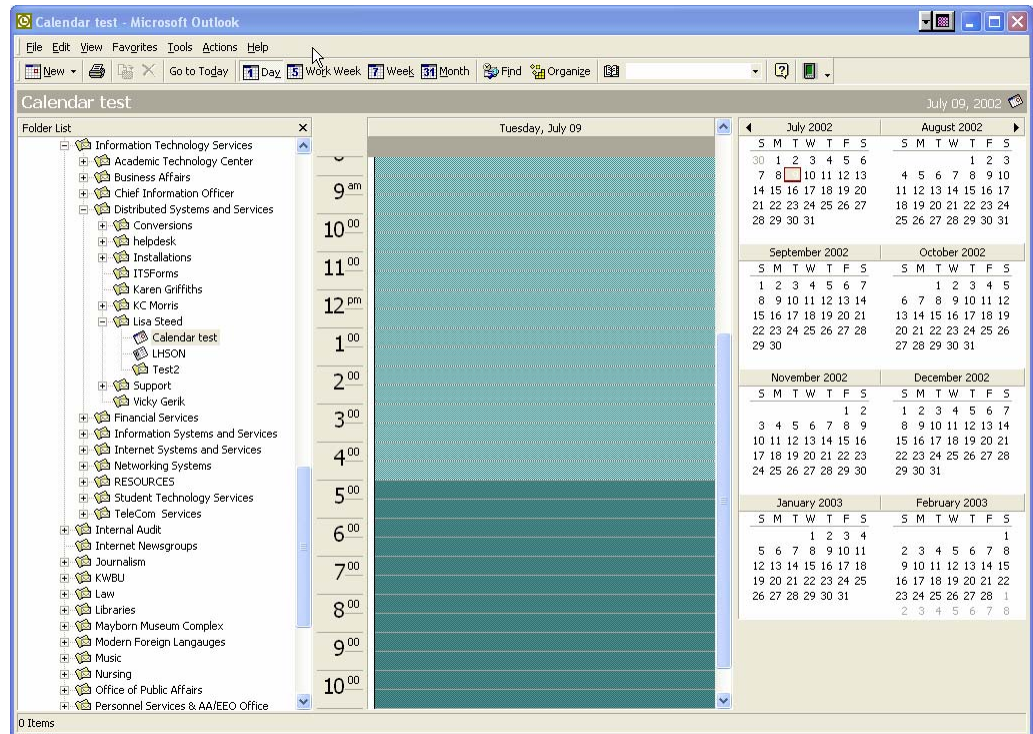 Calendar test - Microsoft Outlook
File Edit View Favorites Tools Actions Help
New Go to Today 1 Day 5 Work Week 7 Week 31 Month Find Organize
Calendar test July 09, 2002
Folder List
Information Technology Services
Academic Technology Center
Business Affairs
Chief Information Officer
Distributed Systems and Services
Conversions
helpdesk
Installations
ITSForms
Karen Griffiths
KC Morris
Lisa Steed
Calendar test
LHSON
Test2
Support
Vicky Gerik
Financial Services
Information Systems and Services
Internet Systems and Services
Networking Systems
RESOURCES
Student Technology Services
TeleCom Services
Internal Audit
Internet Newsgroups
Journalism
KWBU
Law
Libraries
Mayborn Museum Complex
Modern Foreign Langauges
Music
Nursing
Office of Public Affairs
Personnel Services & AA/EEO Office
Tuesday, July 09
9 am
10 00
11 00
12 pm
1 00
2 00
3 00
4 00
5 00
6 00
7 00
8 00
9 00
10 00
July 2002
S M T W T F S
30 1 2 3 4 5 6
7 8 10 11 12 13
14 15 16 17 18 19 20
21 22 23 24 25 26 27
28 29 30 31
August 2002
S M T W T F S
1 2 3
4 5 6 7 8 9 10
11 12 13 14 15 16 17
18 19 20 21 22 23 24
25 26 27 28 29 30 31
September 2002
S M T W T F S
1 2 3 4 5 6 7
8 9 10 11 12 13 14
15 16 17 18 19 20 21
22 23 24 25 26 27 28
29 30
October 2002
S M T W T F S
1 2 3 4 5
6 7 8 9 10 11 12
13 14 15 16 17 18 19
20 21 22 23 24 25 26
27 28 29 30 31
November 2002
S M T W T F S
1 2
3 4 5 6 7 8 9
10 11 12 13 14 15 16
17 18 19 20 21 22 23
24 25 26 27 28 29 30
December 2002
S M T W T F S
1 2 3 4 5 6 7
8 9 10 11 12 13 14
15 16 17 18 19 20 21
22 23 24 25 26 27 28
29 30 31
January 2003
S M T W T F S
1 2 3 4
5 6 7 8 9 10 11
12 13 14 15 16 17 18
19 20 21 22 23 24 25
26 27 28 29 30 31
February 2003
S M T W T F S
1
2 3 4 5 6 7 8
9 10 11 12 13 14 15
16 17 18 19 20 21 22
23 24 25 26 27 28 1
2 3 4 5 6 7 8
0 Items